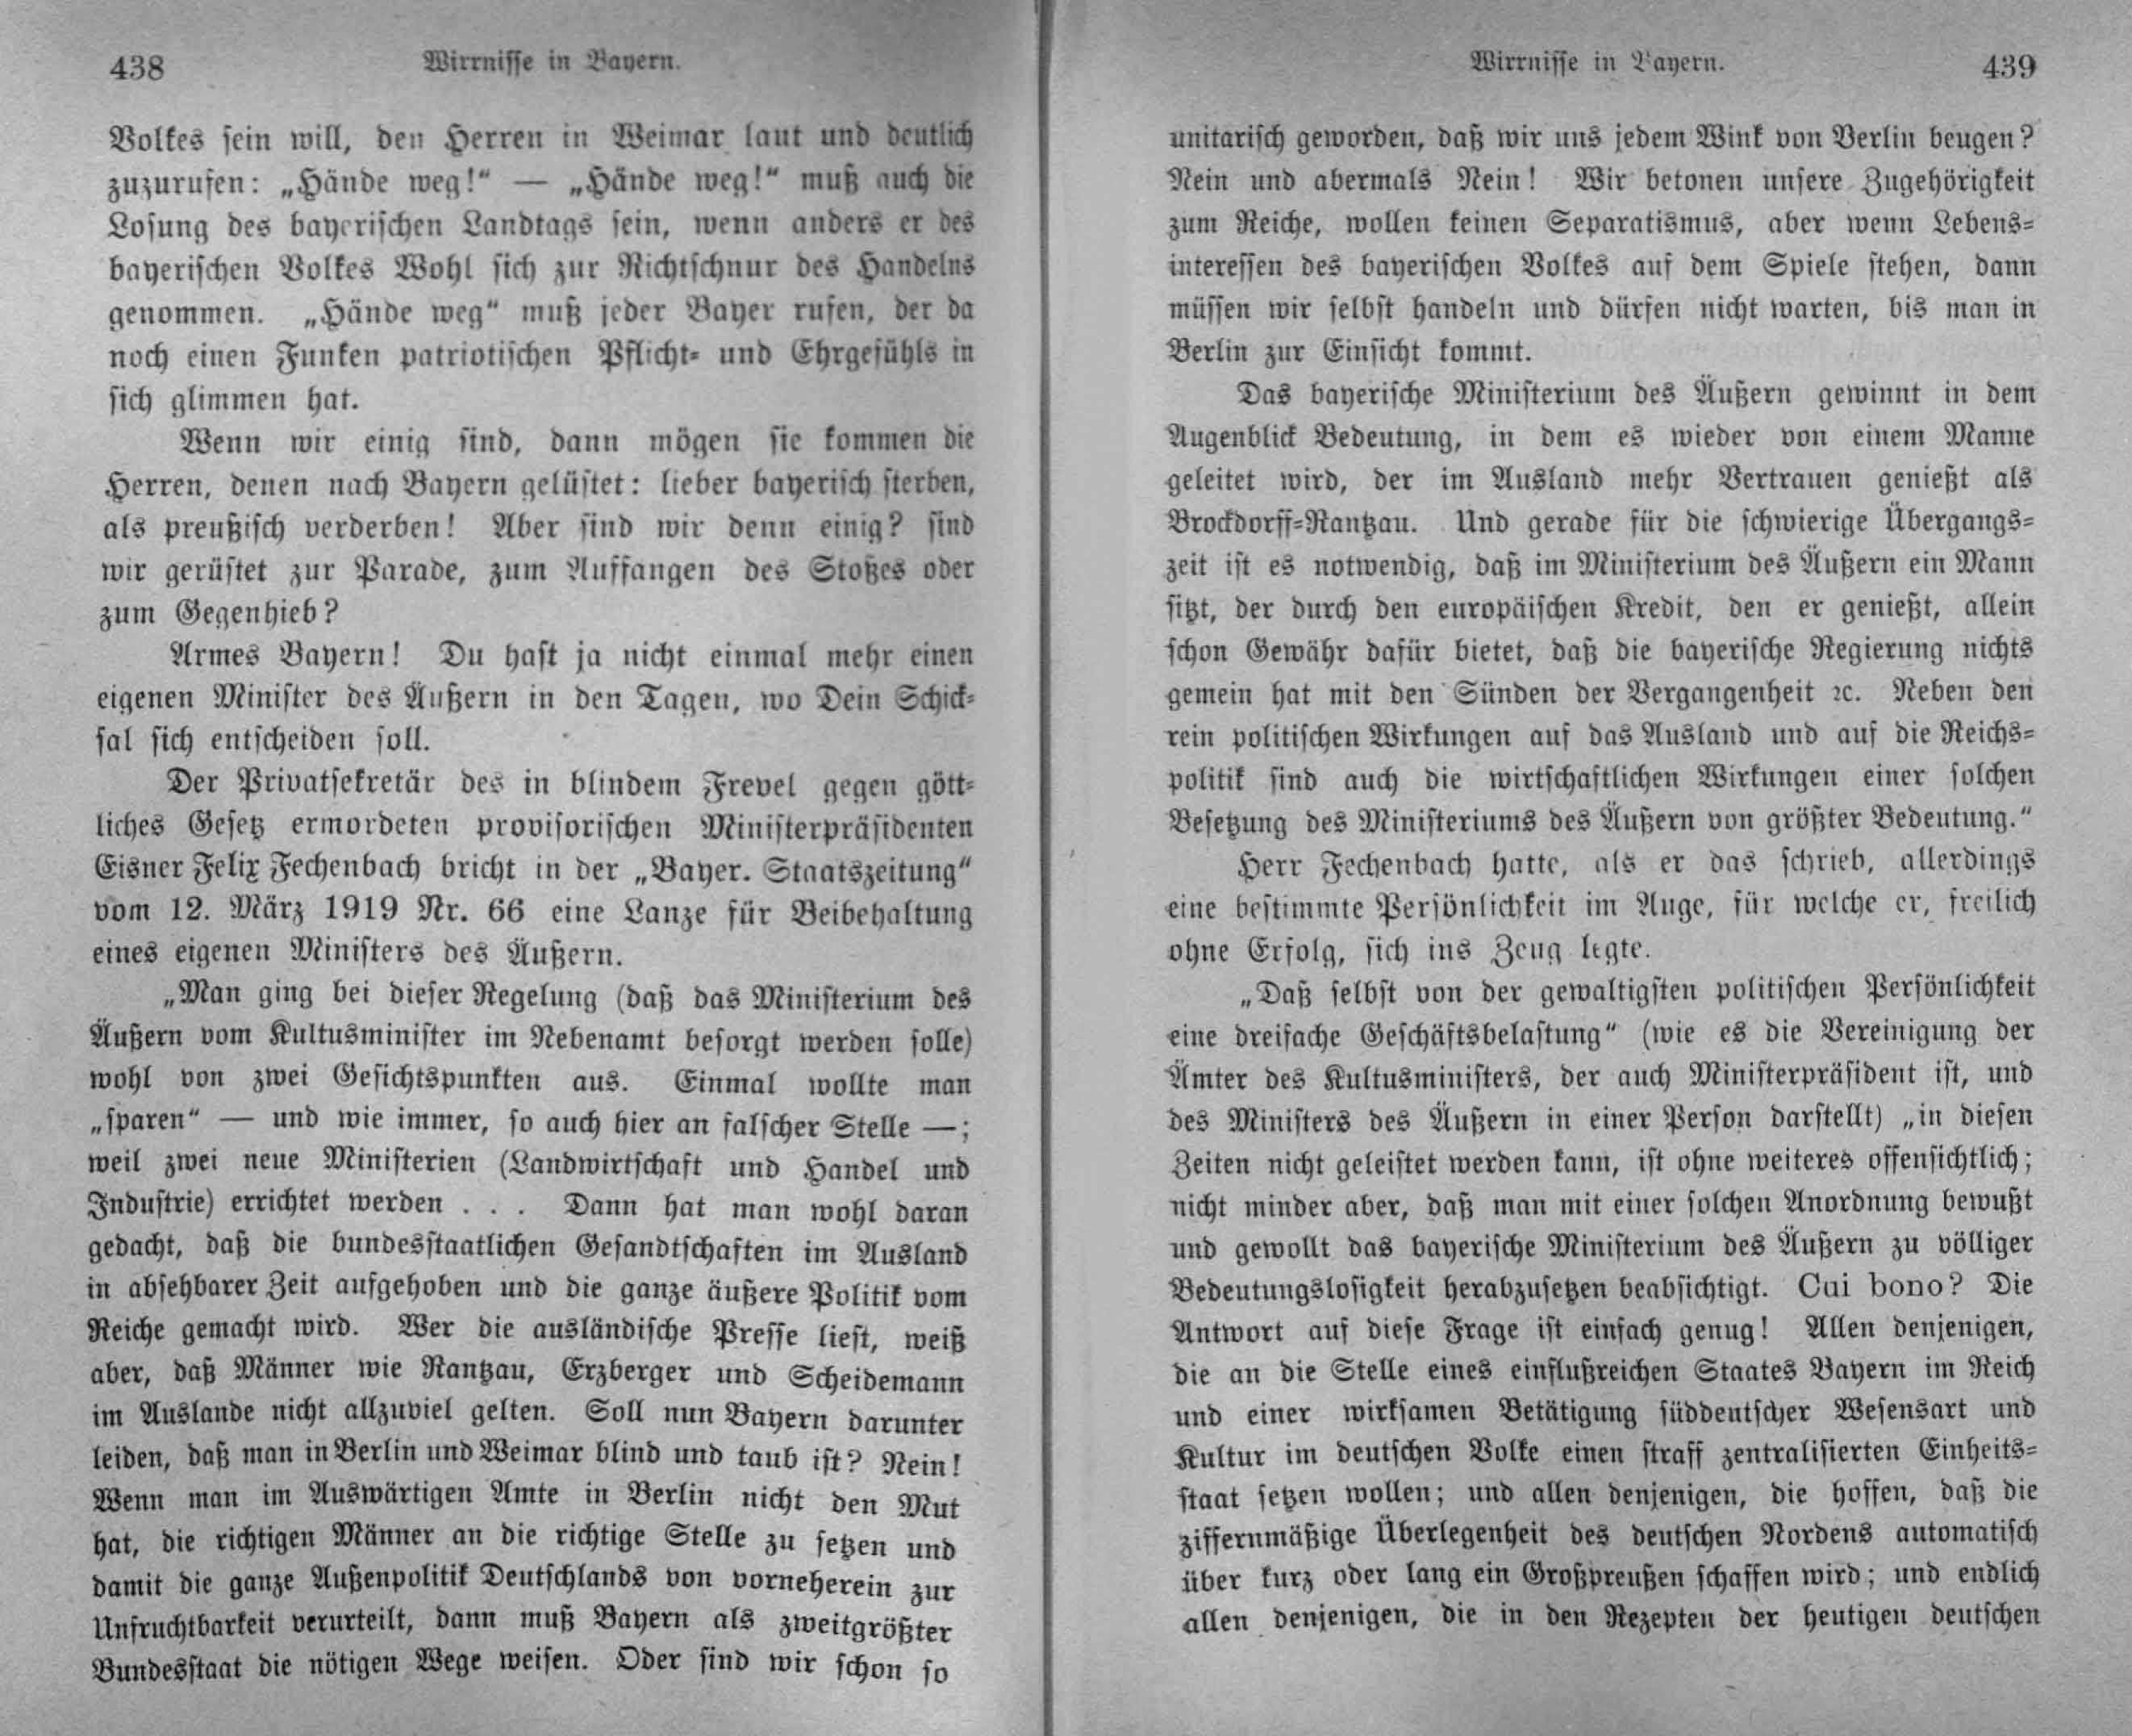 438
Wirrnisse in Bayern.
Volkes sein will, den Herren in Weimar laut und deutlich
zuzurufen: „Hände weg!“ — „Hände weg!“ muß auch die
Losung des bayerischen Landtags sein, wenn anders er des
bayerischen Volkes Wohl sich zur Richtschnur des Handelns
genommen. „Hände weg“ muß jeder Bayer rufen, der da
noch einen Funken patriotischen Pflicht- und Ehrgefühls in
sich glimmen hat.
Wenn wir einig sind, dann mögen sie kommen die
Herren, denen nach Bayern gelüstet: lieber bayerisch sterben,
als preußisch verderben! Aber sind wir denn einig? sind
wir gerüstet zur Parade, zum Auffangen des Stoßes oder
zum Gegenhieb?
Armes Bayern! Du hast ja nicht einmal mehr einen
eigenen Minister des Äußern in den Tagen, wo Dein Schick-
sal sich entscheiden soll.
Der Privatsekretär des in blindem Frevel gegen gött-
liches Gesetz ermordeten provisorischen Ministerpräsidenten
Eisner Felix Fechenbach bricht in der „Bayer. Staatszeitung“
vom 12. März 1919 Nr. 66 eine Lanze für Beibehaltung
eines eigenen Ministers des Äußern.
„Man ging bei dieser Regelung (daß das Ministerium des
Äußern vom Kultusminister im Nebenamt besorgt werden solle)
wohl von zwei Gesichtspunkten aus. Einmal wollte man
„sparen“ — und wie immer, so auch hier an falscher Stelle —;
weil zwei neue Ministerien (Landwirtschaft und Handel und
Industrie) errichtet werden . . . Dann hat man wohl daran
gedacht, daß die bundesstaatlichen Gesandtschaften im Ausland
in absehbarer Zeit aufgehoben und die ganze äußere Politik vom
Reiche gemacht wird. Wer die ausländische Presse liest, weiß
aber, daß Männer wie Rantzau, Erzberger und Scheidemann
im Auslande nicht allzuviel gelten. Soll nun Bayern darunter
leiden, daß man in Berlin und Weimar blind und taub ist? Nein!
Wenn man im Auswärtigen Amte in Berlin nicht den Mut
hat, die richtigen Männer an die richtige Stelle zu setzen und
damit die ganze Außenpolitik Deutschlands von vorneherein zur
Unfruchtbarkeit verurteilt, dann muß Bayern als zweitgrößter
Bundesstaat die nötigen Wege weisen. Oder sind wir schon so
Wirrnisse in Bayern.
439
unitarisch geworden, daß wir uns jedem Wink von Berlin beugen?
Nein und abermals Nein! Wir betonen unsere Zugehörigkeit
zum Reiche, wollen keinen Separatismus, aber wenn Lebens-
interessen des bayerischen Volkes auf dem Spiele stehen, dann
müssen wir selbst handeln und dürfen nicht warten, bis man in
Berlin zur Einsicht kommt.
Das bayerische Ministerium des Äußern gewinnt in dem
Augenblick Bedeutung, in dem es wieder von einem Manne
geleitet wird, der im Ausland mehr Vertrauen genießt als
Brockdorff-Rantzau. Und gerade für die schwierige Übergangs-
zeit ist es notwendig, daß im Ministerium des Äußern ein Mann
sitzt, der durch den europäischen Kredit, den er genießt, allein
schon Gewähr dafür bietet, daß die bayerische Regierung nichts
gemein hat mit den Sünden der Vergangenheit ꝛc. Neben den
rein politischen Wirkungen auf das Ausland und auf die Reichs-
politik sind auch die wirtschaftlichen Wirkungen einer solchen
Besetzung des Ministeriums des Äußern von größter Bedeutung.“
Herr Fechenbach hatte, als er das schrieb, allerdings
eine bestimmte Persönlichkeit im Auge, für welche er, freilich
ohne Erfolg, sich ins Zeug legte.
„Daß selbst von der gewaltigsten politischen Persönlichkeit
eine dreifache Geschäftsbelastung“ (wie es die Vereinigung der
Ämter des Kultusministers, der auch Ministerpräsident ist, und
des Ministers des Äußern in einer Person darstellt) „in diesen
Zeiten nicht geleistet werden kann, ist ohne weiteres offensichtlich;
nicht minder aber, daß man mit einer solchen Anordnung bewußt
und gewollt das bayerische Ministerium des Äußern zu völliger
Bedeutungslosigkeit herabzusetzen beabsichtigt. Cui bono? Die
Antwort auf diese Frage ist einfach genug! Allen denjenigen,
die an die Stelle eines einflußreichen Staates Bayern im Reich
und einer wirksamen Betätigung süddeutscher Wesensart und
Kultur im deutschen Volke einen straff zentralisierten Einheits-
staat setzen wollen; und allen denjenigen, die hoffen, daß die
ziffernmäßige Überlegenheit des deutschen Nordens automatisch
über kurz oder lang ein Großpreußen schaffen wird; und endlich
allen denjenigen, die in den Rezepten der heutigen deutschen